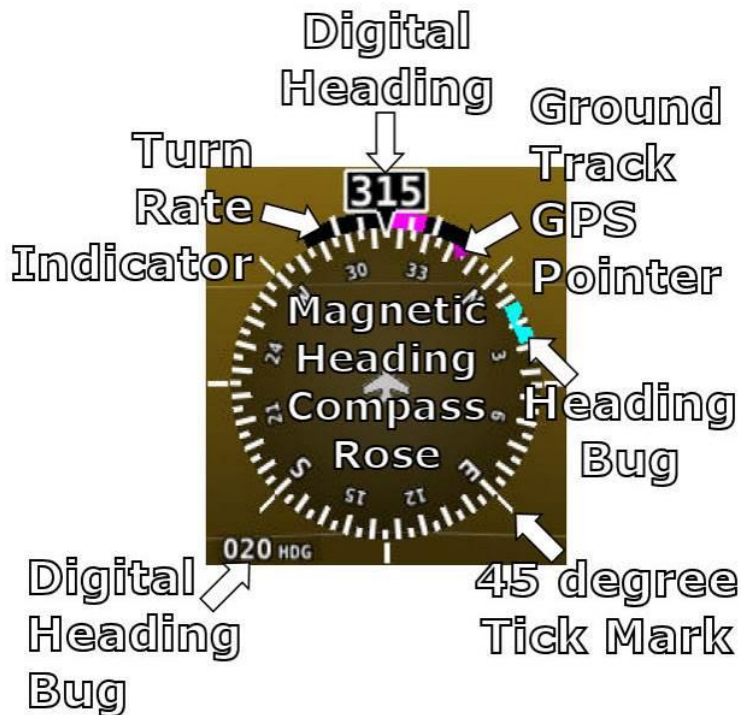 Digital
Heading
Ground
Track
GPS
Pointer
Turn
Rate
Indicator
315
30
33
W
N
24
3
21
6
S
E
15
12
Magnetic
Heading
Compass
Rose
Heading
Bug
020 HDG
Digital
Heading
Bug
45 degree
Tick Mark